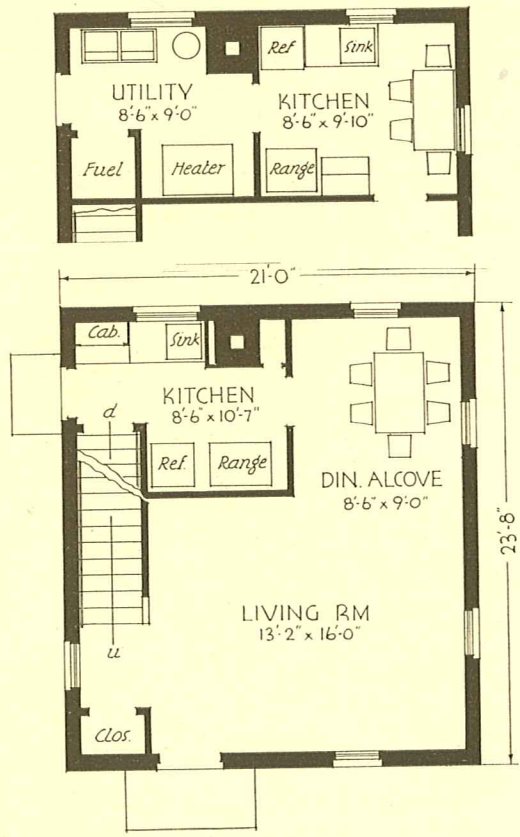 Ref
Sink
UTILITY
8'-6" x 9'-0"
KITCHEN
8'-6" x 9'-10"
Fuel
Heater
Range
21'-0"
Cab.
Sink
KITCHEN
8'-6" x 10'-7"
d
Ref.
Range
DIN. ALCOVE
8'-6" x 9'-0"
23'-8"
LIVING RM
13'-2" x 16'-0"
u
Clos.